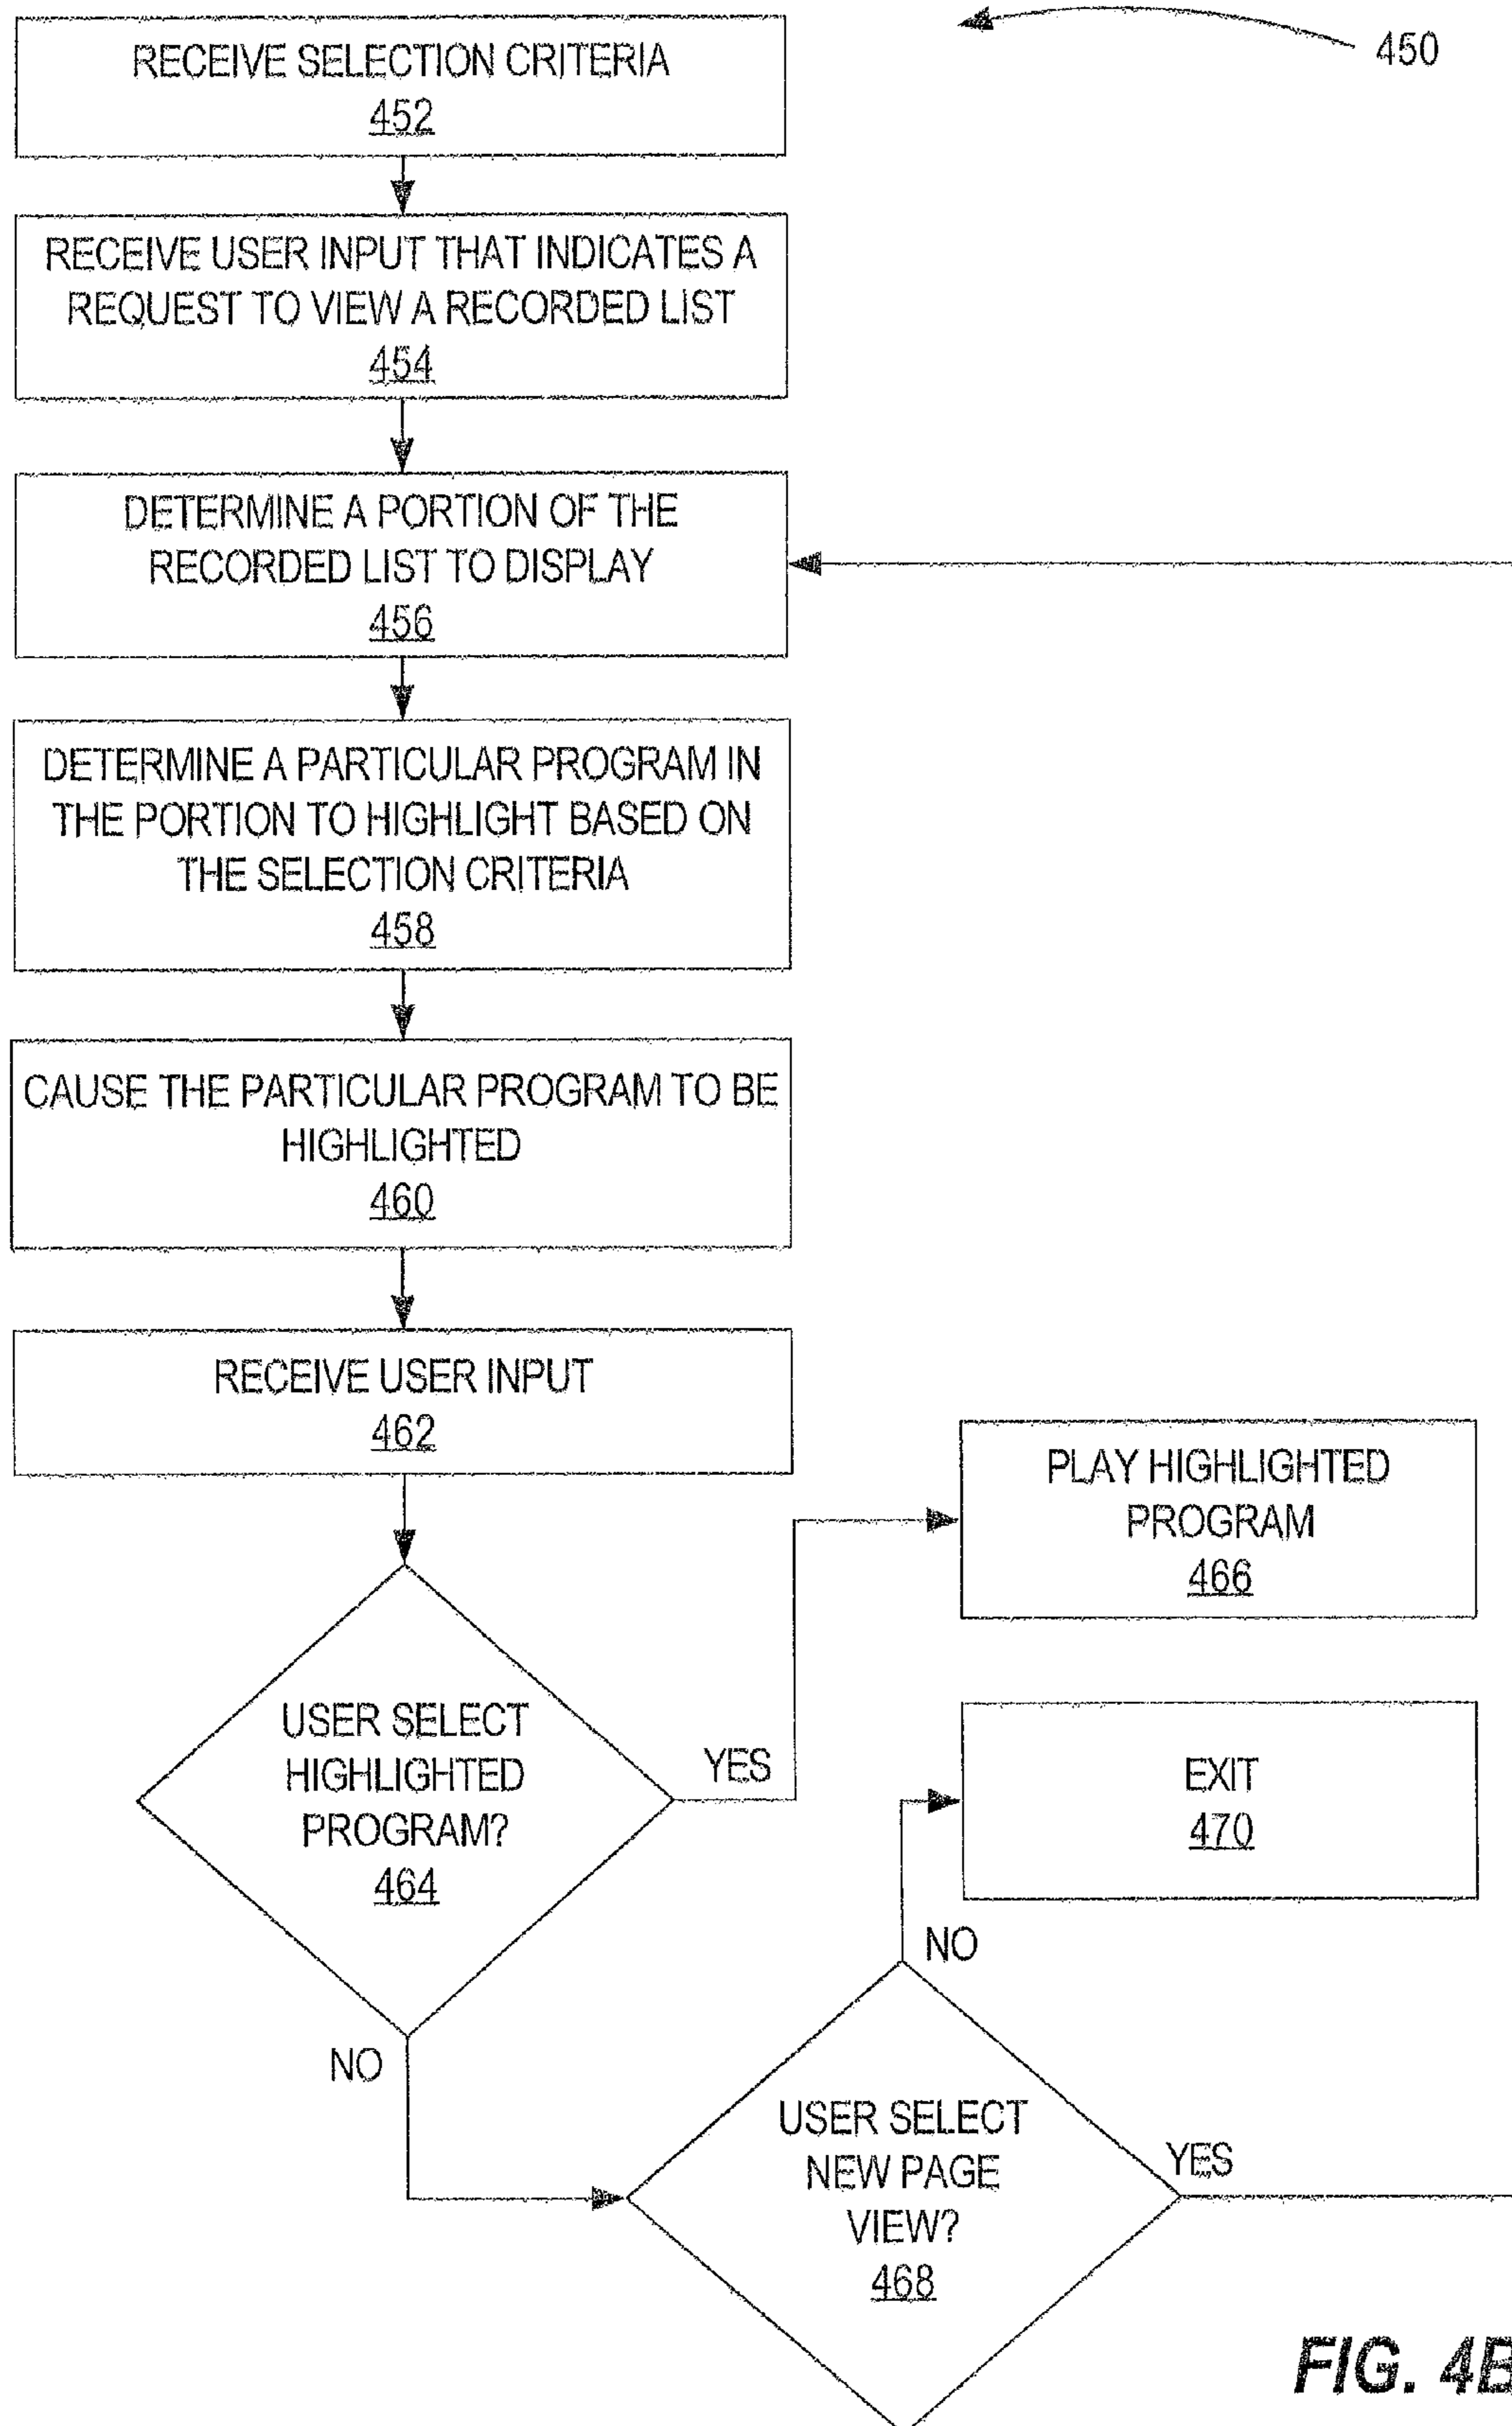 450
RECEIVE SELECTION CRITERIA
452
RECEIVE USER INPUT THAT INDICATES A
REQUEST TO VIEW A RECORDED LIST
454
DETERMINE A PORTION OF THE
RECORDED LIST TO DISPLAY
456
DETERMINE A PARTICULAR PROGRAM IN
THE PORTION TO HIGHLIGHT BASED ON
THE SELECTION CRITERIA
458
CAUSE THE PARTICULAR PROGRAM TO BE
HIGHLIGHTED
460
RECEIVE USER INPUT
462
USER SELECT
HIGHLIGHTED
PROGRAM?
464
YES
PLAY HIGHLIGHTED
PROGRAM
466
NO
USER SELECT
NEW PAGE
VIEW?
468
NO
EXIT
470
YES
FIG. 4B